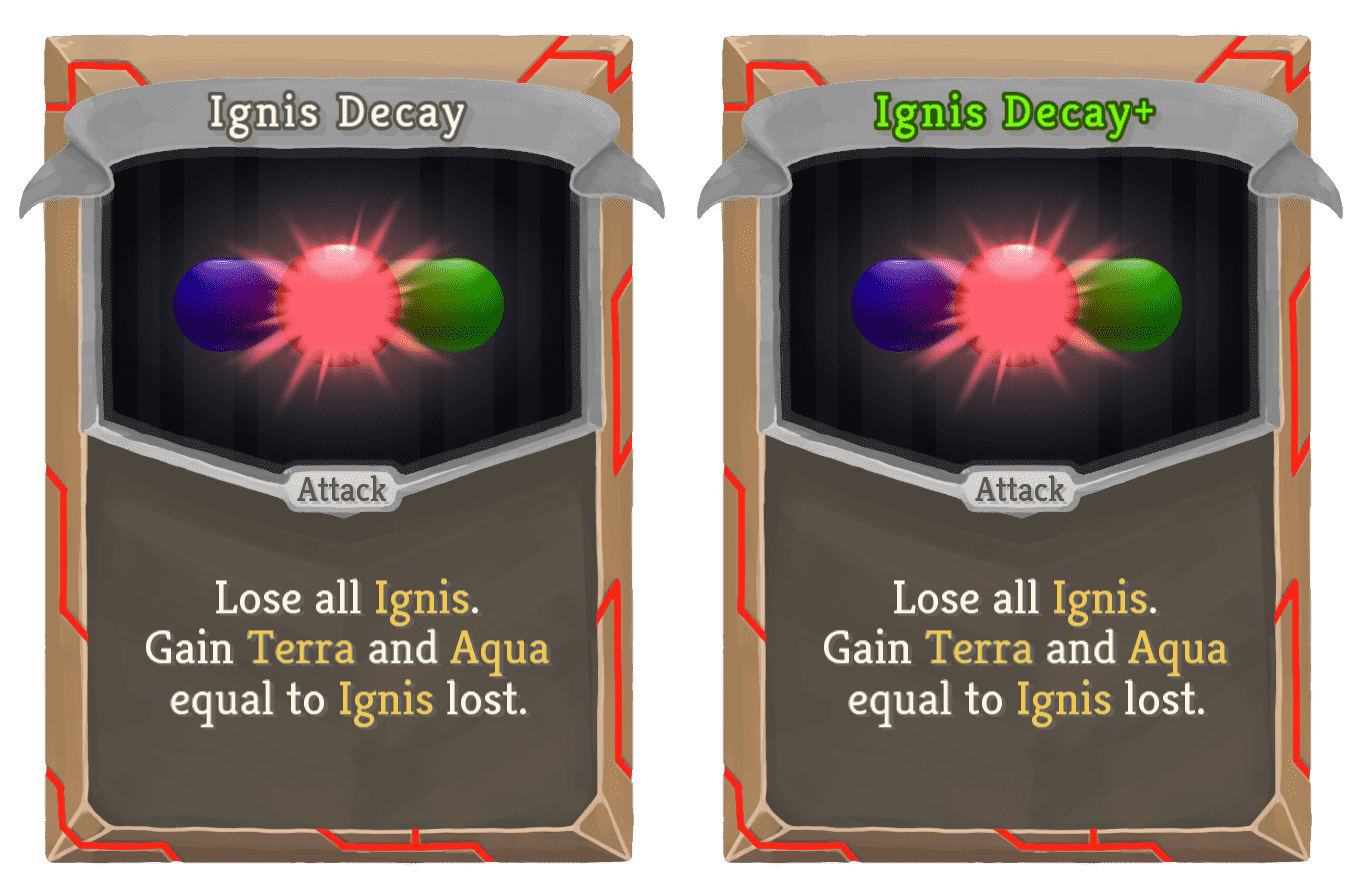 Ignis Decay
Attack
Lose all Ignis.
Gain Terra and Aqua
equal to Ignis lost.
Ignis Decay+
Attack
Lose all Ignis.
Gain Terra and Aqua
equal to Ignis lost.